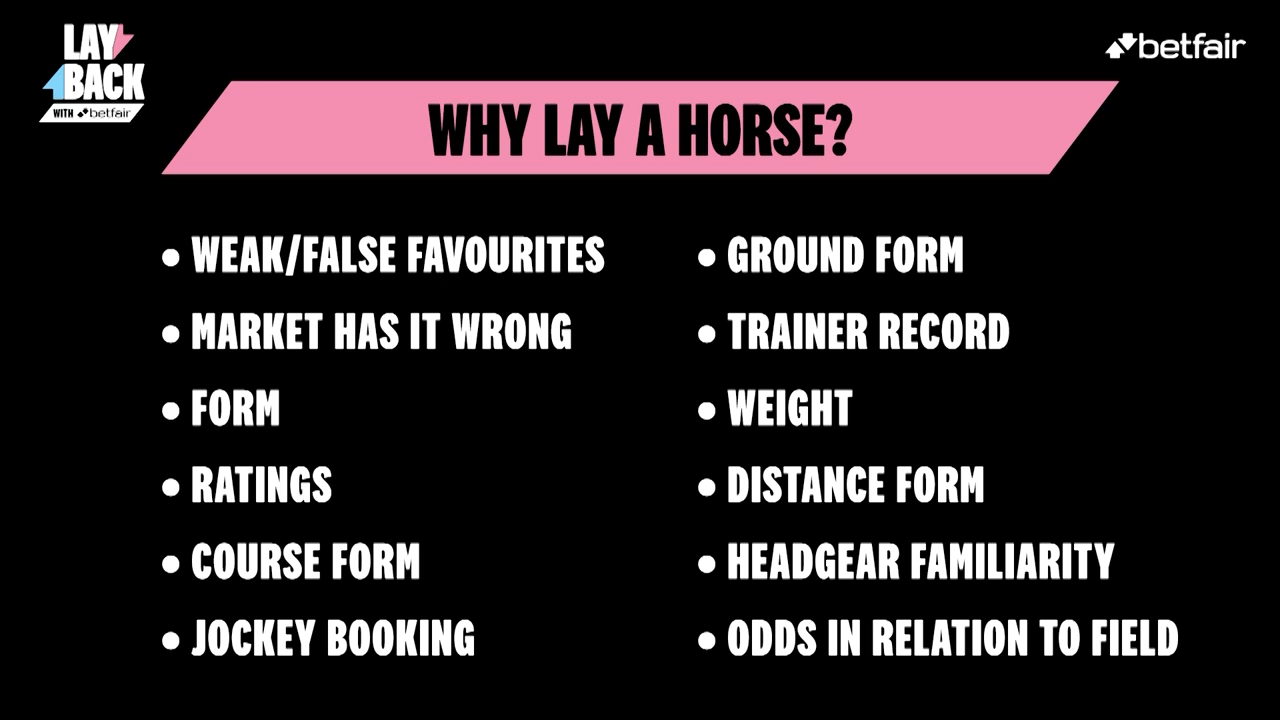 LAY
BACK
WITH betfair
betfair
WHY LAY A HORSE?
• WEAK/FALSE FAVOURITES
• MARKET HAS IT WRONG
• FORM
• RATINGS
• COURSE FORM
• JOCKEY BOOKING
• GROUND FORM
• TRAINER RECORD
• WEIGHT
• DISTANCE FORM
• HEADGEAR FAMILIARITY
• ODDS IN RELATION TO FIELD